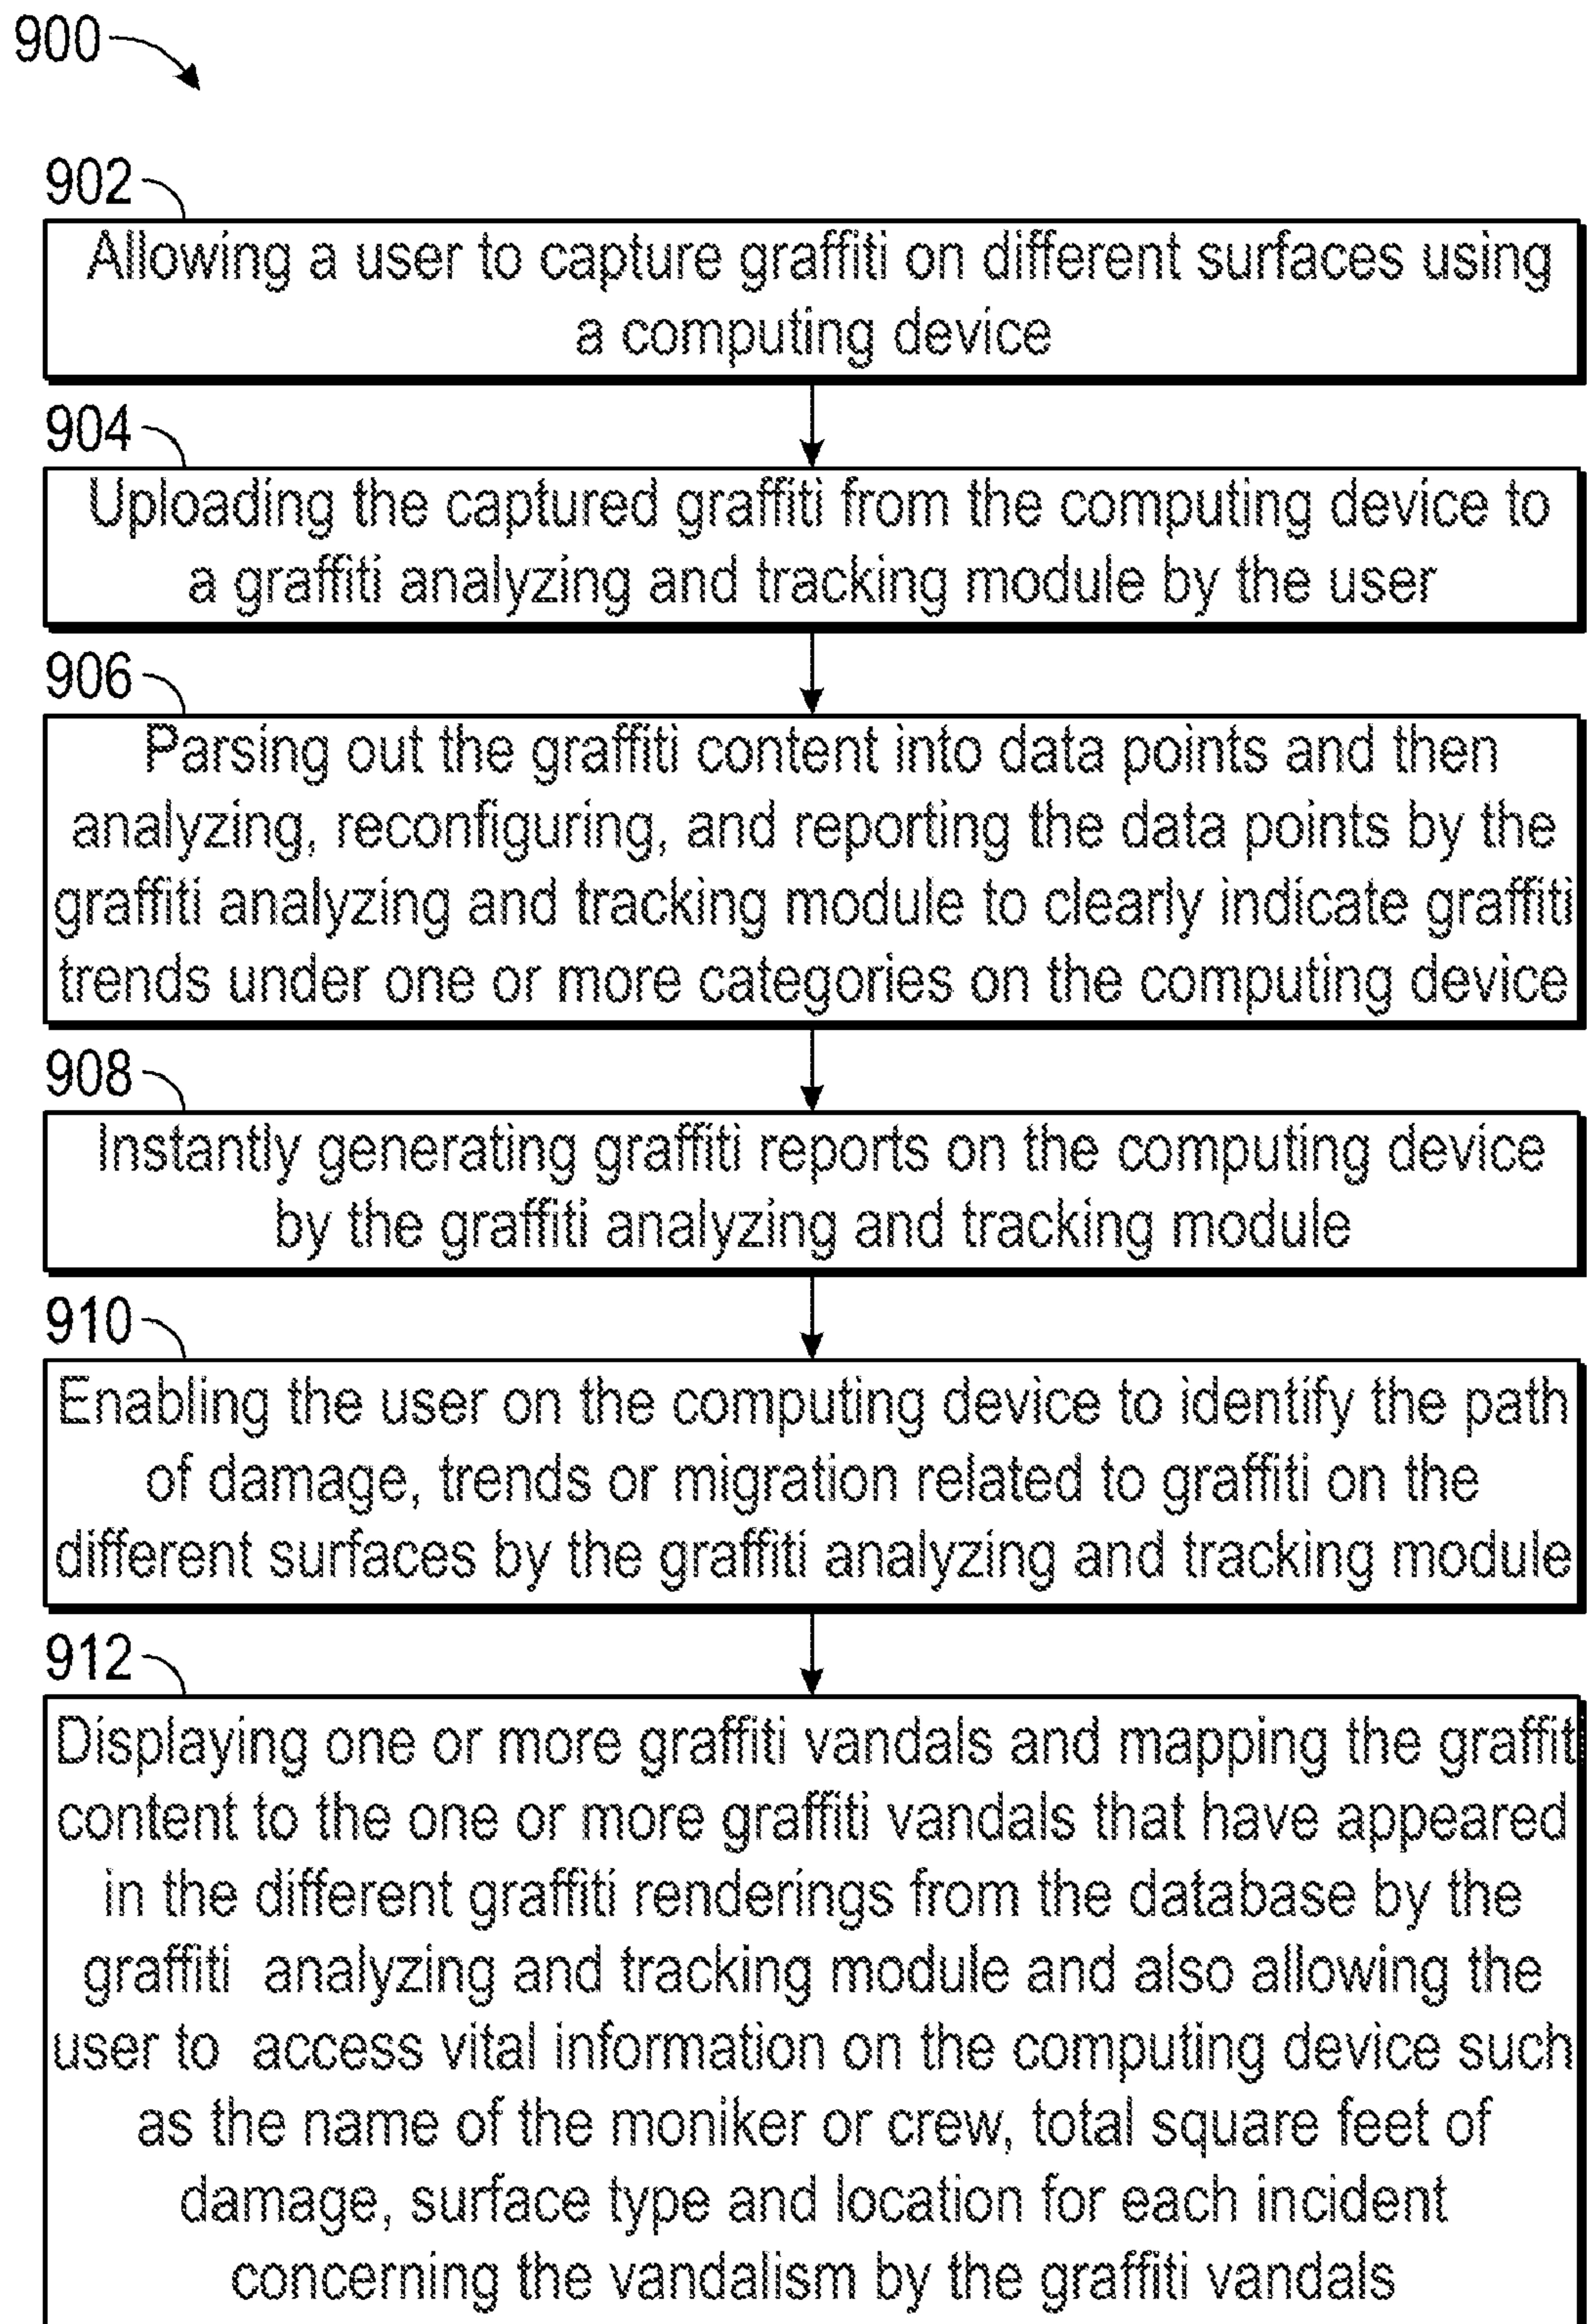 900
902
Allowing a user to capture graffiti on different surfaces using
a computing device
904
Uploading the captured graffiti from the computing device to
a graffiti analyzing and tracking module by the user
906
Parsing out the graffiti content into data points and then
analyzing, reconfiguring, and reporting the data points by the
graffiti analyzing and tracking module to clearly indicate graffiti
trends under one or more categories on the computing device
908
Instantly generating graffiti reports on the computing device
by the graffiti analyzing and tracking module
910
Enabling the user on the computing device to identify the path
of damage, trends or migration related to graffiti on the
different surfaces by the graffiti analyzing and tracking module
912
Displaying one or more graffiti vandals and mapping the graffiti
content to the one or more graffiti vandals that have appeared
in the different graffiti renderings from the database by the
graffiti analyzing and tracking module and also allowing the
user to access vital information on the computing device such
as the name of the moniker or crew, total square feet of
damage, surface type and location for each incident
concerning the vandalism by the graffiti vandals